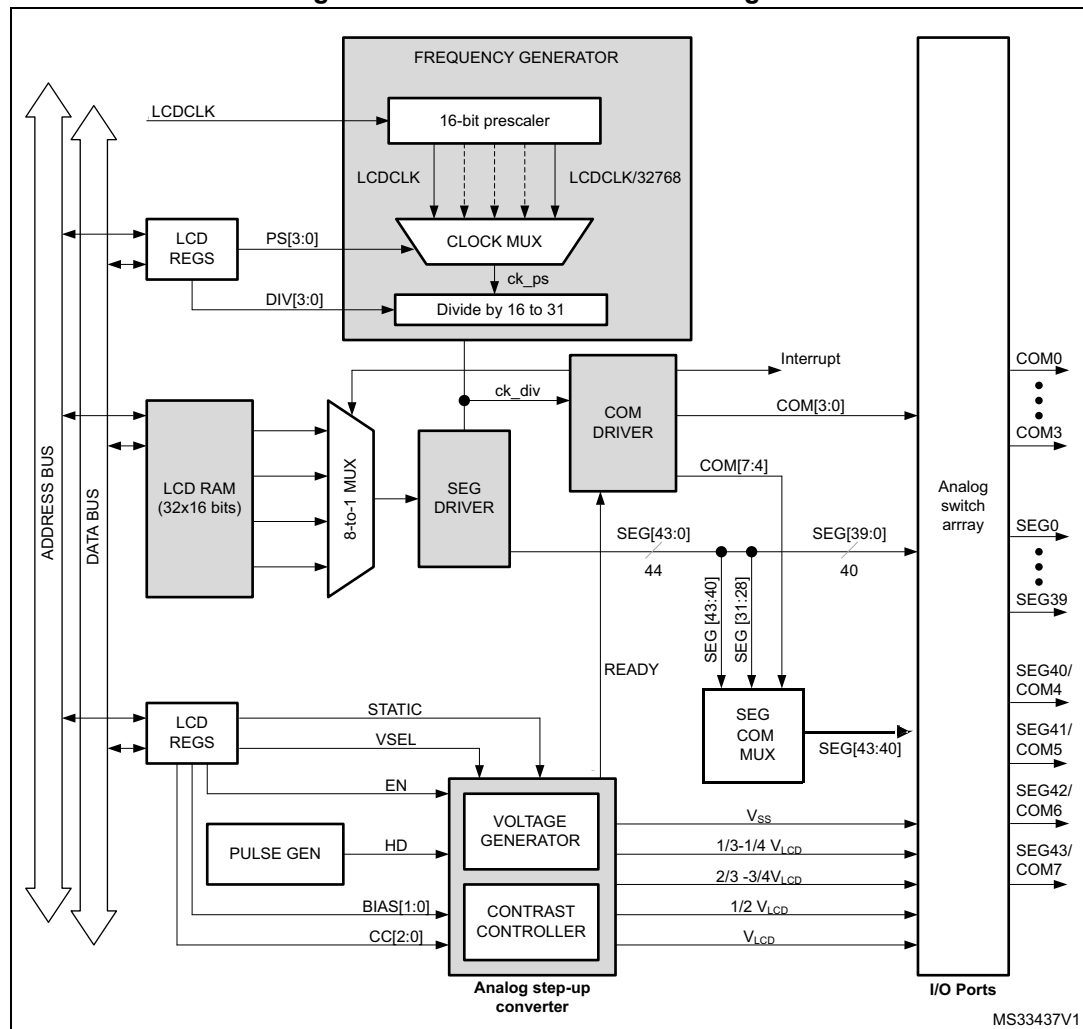 FREQUENCY GENERATOR
LCDCLK
16-bit prescaler
LCDCLK
LCDCLK/32768
LCD
REGS
PS[3:0]
CLOCK MUX
ck_ps
DIV[3:0]
Divide by 16 to 31
Interrupt
ck_div
COM
DRIVER
COM[3:0]
COM[7:4]
COM0
COM3
ADDRESS BUS
DATA BUS
LCD RAM
(32x16 bits)
8-to-1 MUX
SEG
DRIVER
SEG[43:0]
44
SEG[39:0]
40
Analog
switch
arrray
SEG0
SEG39
SEG [43:40]
SEG [31:28]
READY
SEG
COM
MUX
SEG[43:40]
SEG40/
COM4
SEG41/
COM5
SEG42/
COM6
SEG43/
COM7
LCD
REGS
STATIC
VSEL
EN
PULSE GEN
HD
BIAS[1:0]
CC[2:0]
VOLTAGE
GENERATOR
CONTRAST
CONTROLLER
VSS
1/3-1/4 VLCD
2/3 -3/4VLCD
1/2 VLCD
VLCD
Analog step-up
converter
I/O Ports
MS33437V1